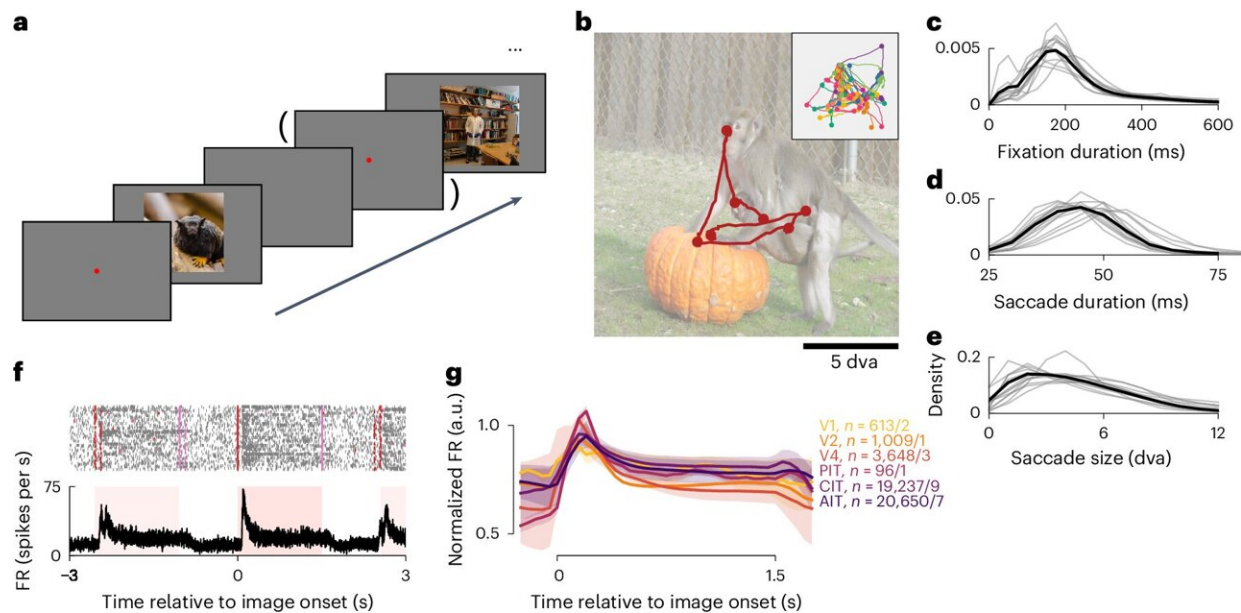 a
...
( )
b
5 dva
c
0.005
0
0 200 400 600
Fixation duration (ms)
d
0.05
0
25 50 75
Saccade duration (ms)
e
0.2
Density
0
0 6 12
Saccade size (dva)
f
75
FR (spikes per s)
0
–3 0 3
Time relative to image onset (s)
g
Normalized FR (a.u.)
1.0
0.5
0 1.5
Time relative to image onset (s)
V1, n = 613/2
V2, n = 1,009/1
V4, n = 3,648/3
PIT, n = 96/1
CIT, n = 19,237/9
AIT, n = 20,650/7